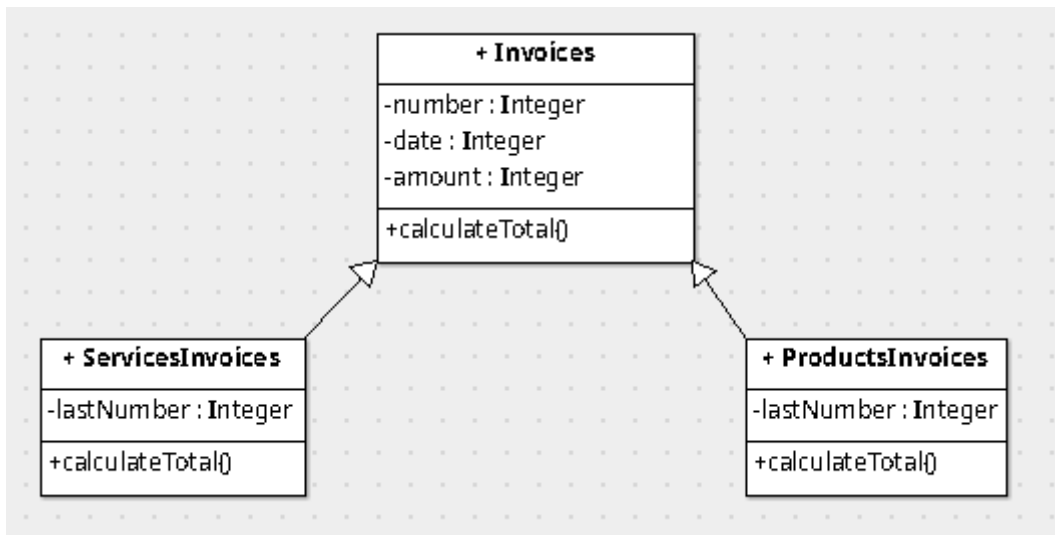 + Invoices
-number : Integer
-date : Integer
-amount : Integer
+calculateTotal()
+ ServicesInvoices
-lastNumber : Integer
+calculateTotal()
+ ProductsInvoices
-lastNumber : Integer
+calculateTotal()